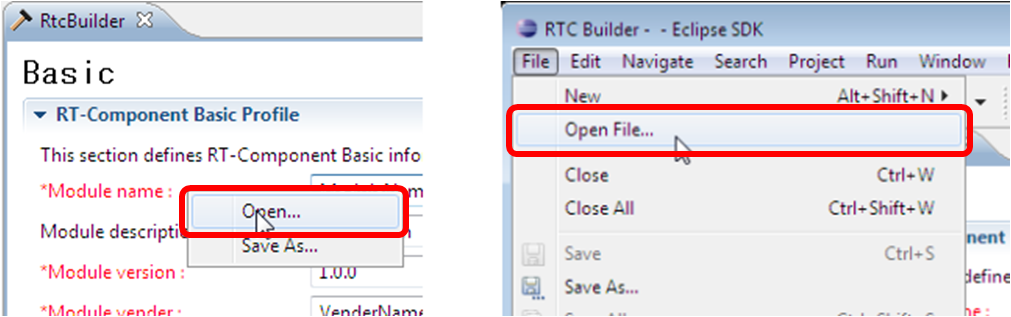 RtcBuilder
Basic
RT-Component Basic Profile
This section defines RT-Component Basic info
*Module name :
Open...
Module descripti
Save As...
*Module version :
1.0.0
*Module vender :
VenderName
RTC Builder - - Eclipse SDK
File Edit Navigate Search Project Run Window
New Alt+Shift+N
Open File...
Close Ctrl+W
Close All Ctrl+Shift+W
Save Ctrl+S
Save As...
nent
define